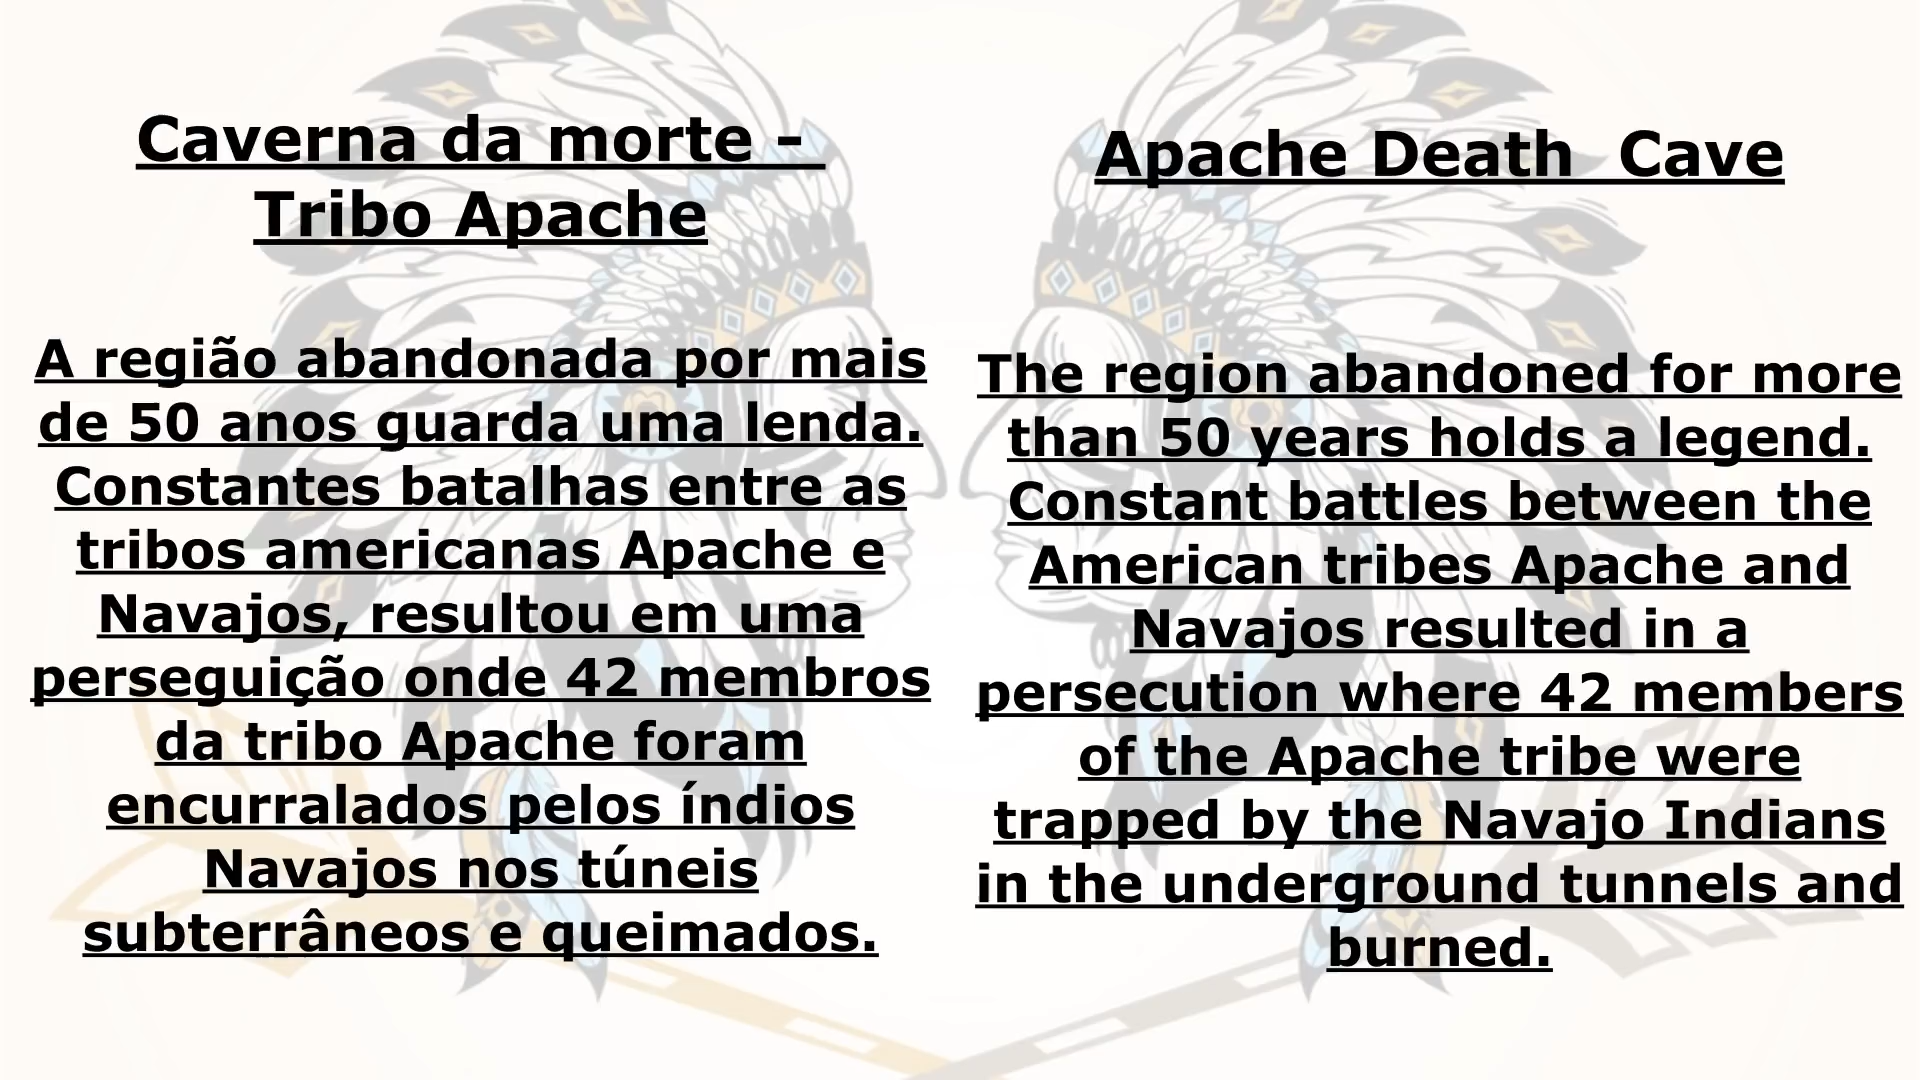 Caverna da morte -
Tribo Apache
A região abandonada por mais
de 50 anos guarda uma lenda.
Constantes batalhas entre as
tribos americanas Apache e
Navajos, resultou em uma
perseguição onde 42 membros
da tribo Apache foram
encurralados pelos índios
Navajos nos túneis
subterrâneos e queimados.
Apache Death  Cave
The region abandoned for more
than 50 years holds a legend.
Constant battles between the
American tribes Apache and
Navajos resulted in a
persecution where 42 members
of the Apache tribe were
trapped by the Navajo Indians
in the underground tunnels and
burned.